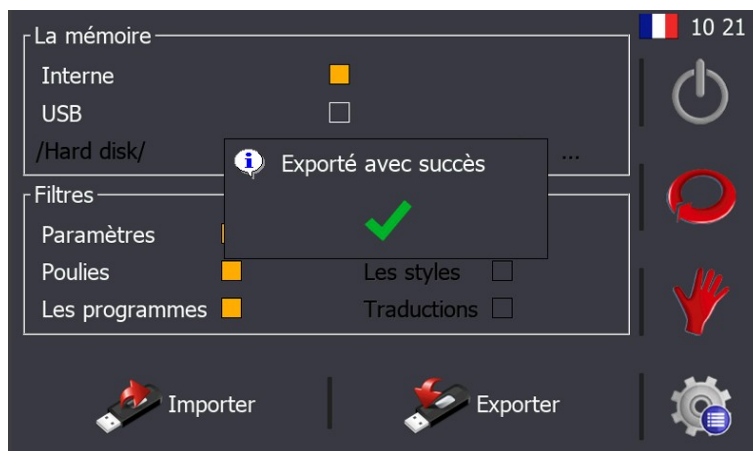 La mémoire
10 21
Interne
USB
/Hard disk/
...
Exporté avec succès
Filtres
Paramètres
Poulies
Les styles
Les programmes
Traductions
Importer
Exporter